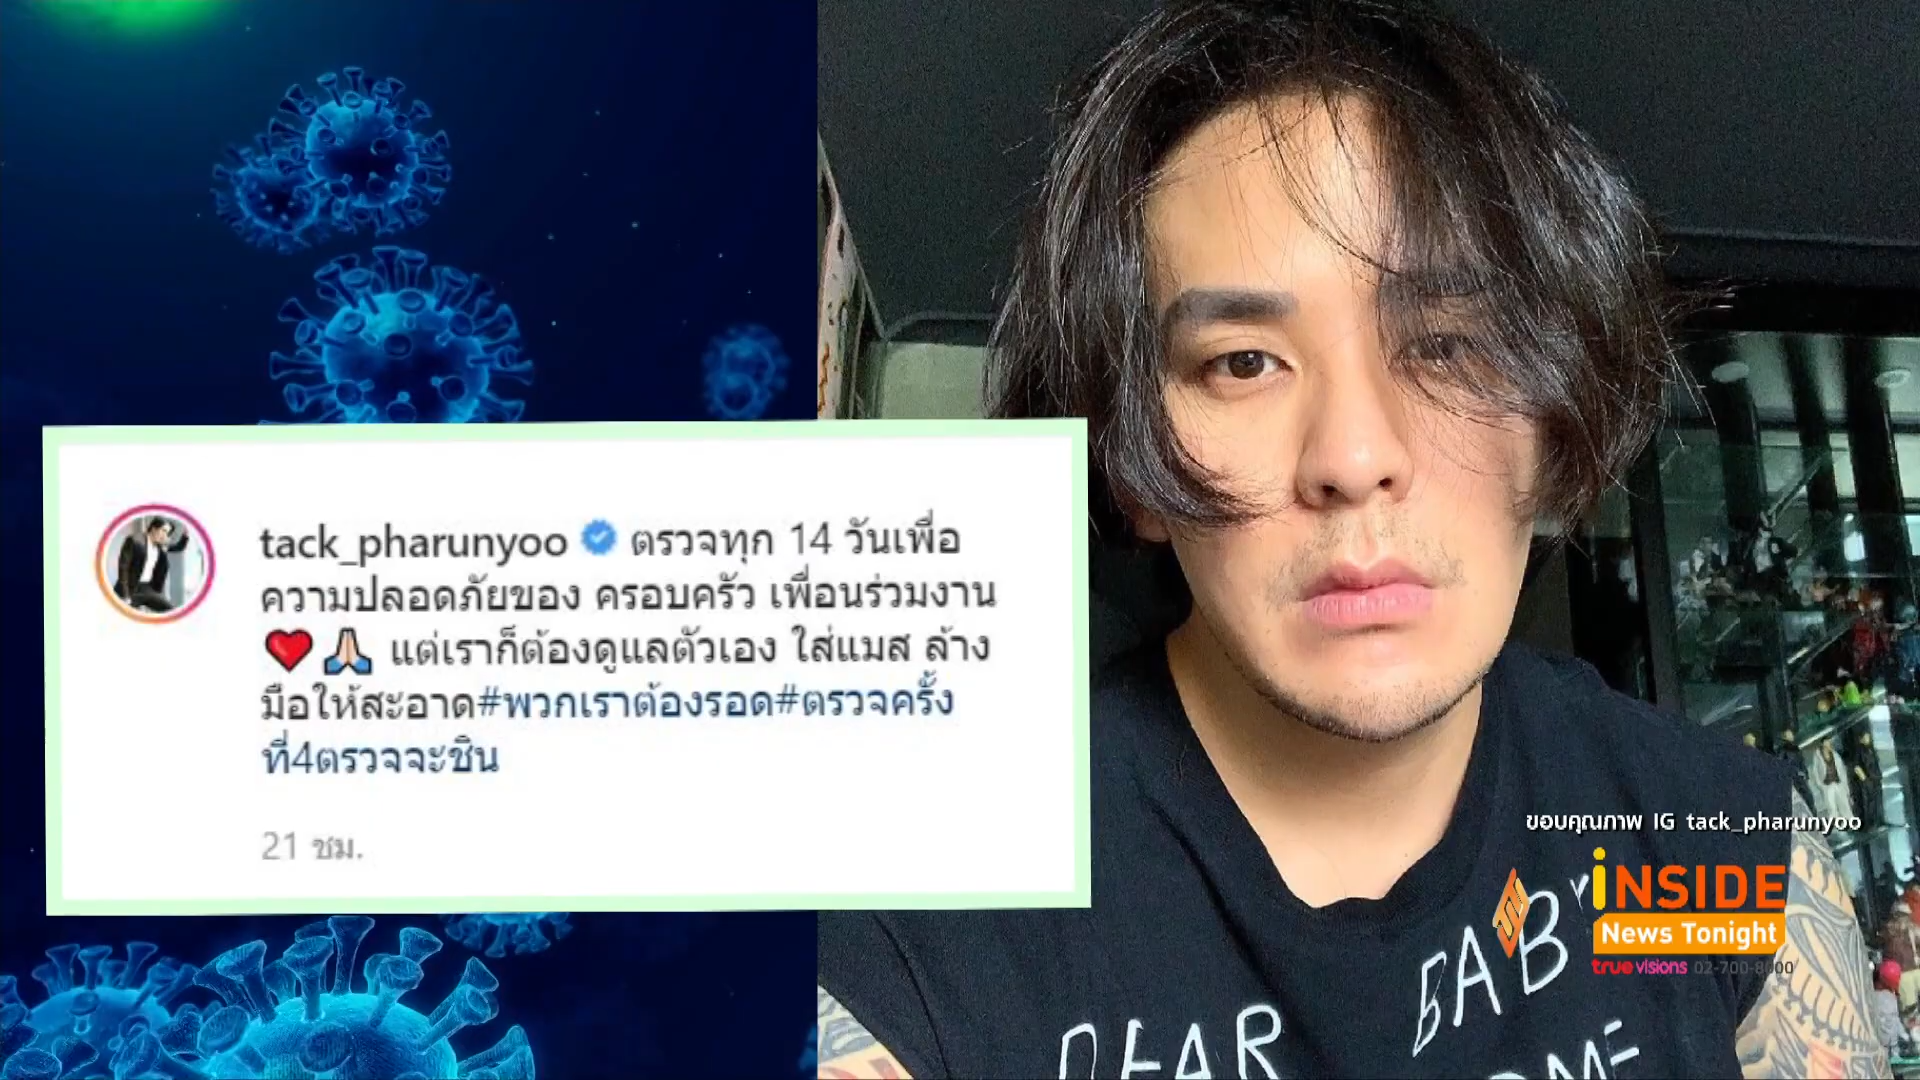 tack_pharunyoo ตรวจทุก 14 วันเพื่อ
ความปลอดภัยของ ครอบครัว เพื่อนร่วมงาน
❤️🙏🏻 แต่เราก็ต้องดูแลตัวเอง ใส่แมส ล้าง
มือให้สะอาด#พวกเราต้องรอด#ตรวจครั้ง
ที่4ตรวจจะชิน
21 ชม.
ขอบคุณภาพ IG tack_pharunyoo
iNSIDE
News Tonight
truevisions 02-700-8000
BABY
DEAR